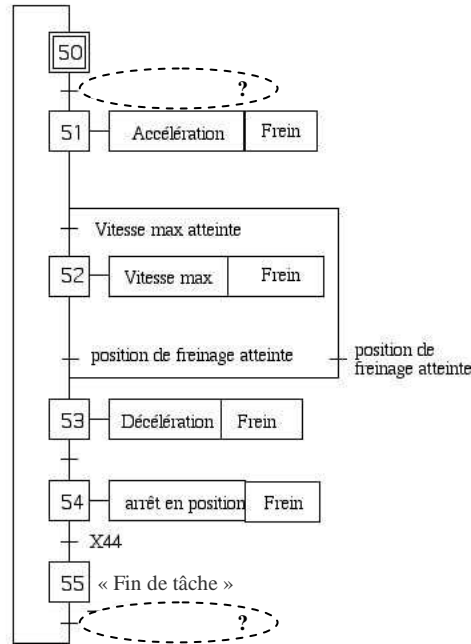 50
?
51 Accélération Frein
Vitesse max atteinte
52 Vitesse max Frein
position de freinage atteinte
position de
freinage atteinte
53 Décélération Frein
54 arrêt en position Frein
X44
55 « Fin de tâche »
?